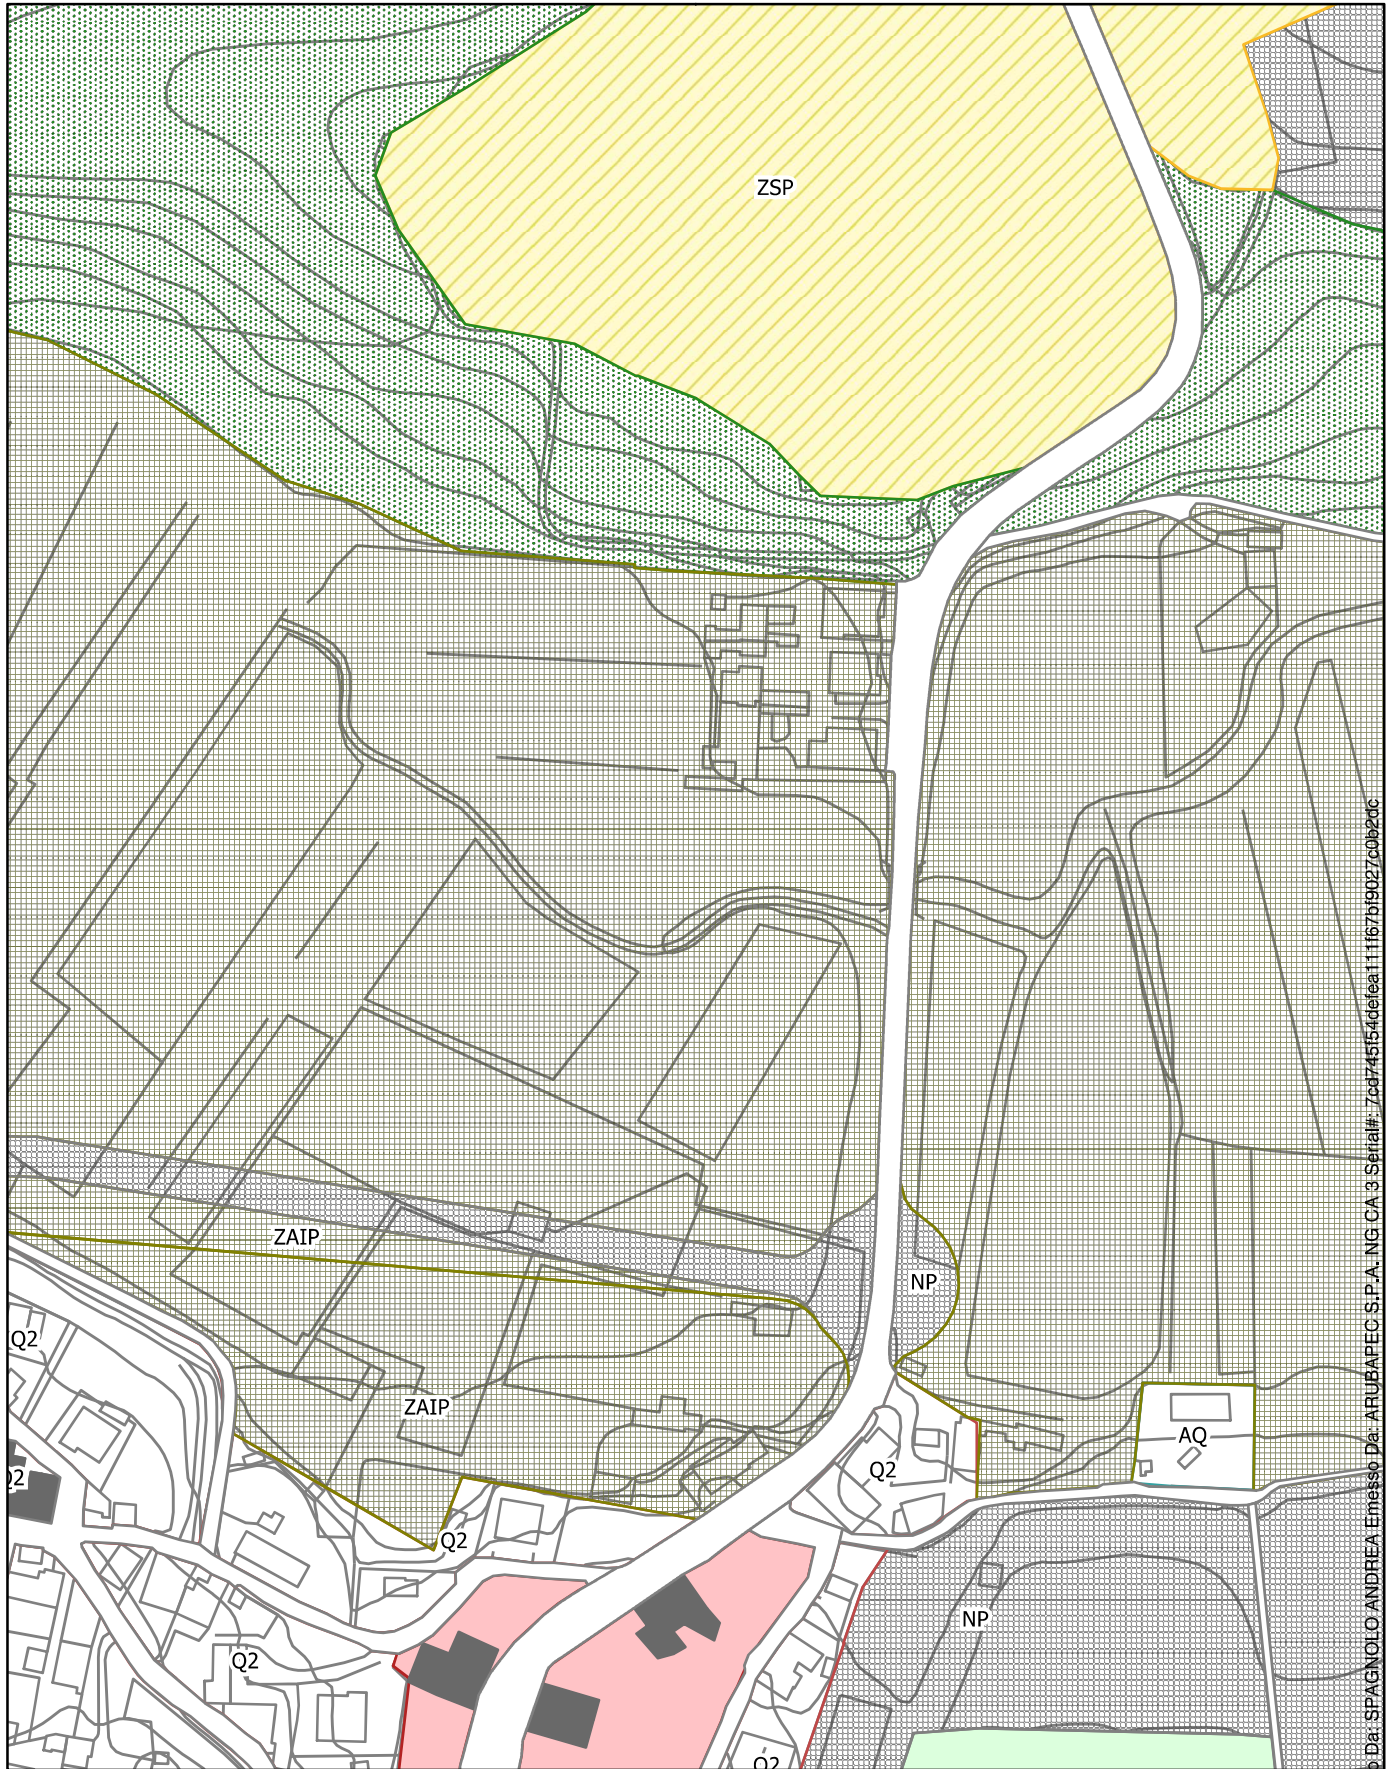 ZSP
ZAIP
NP
Q2
ZAIP
AQ
Q2
Q2
Q2
NP
Q2
Q2
o Da: SPAGNOLO ANDREA Emesso Da: ARUBAPEC S.P.A. NG CA 3 Serial#: 7cd745f54defea111f67bf9027c0b2dc